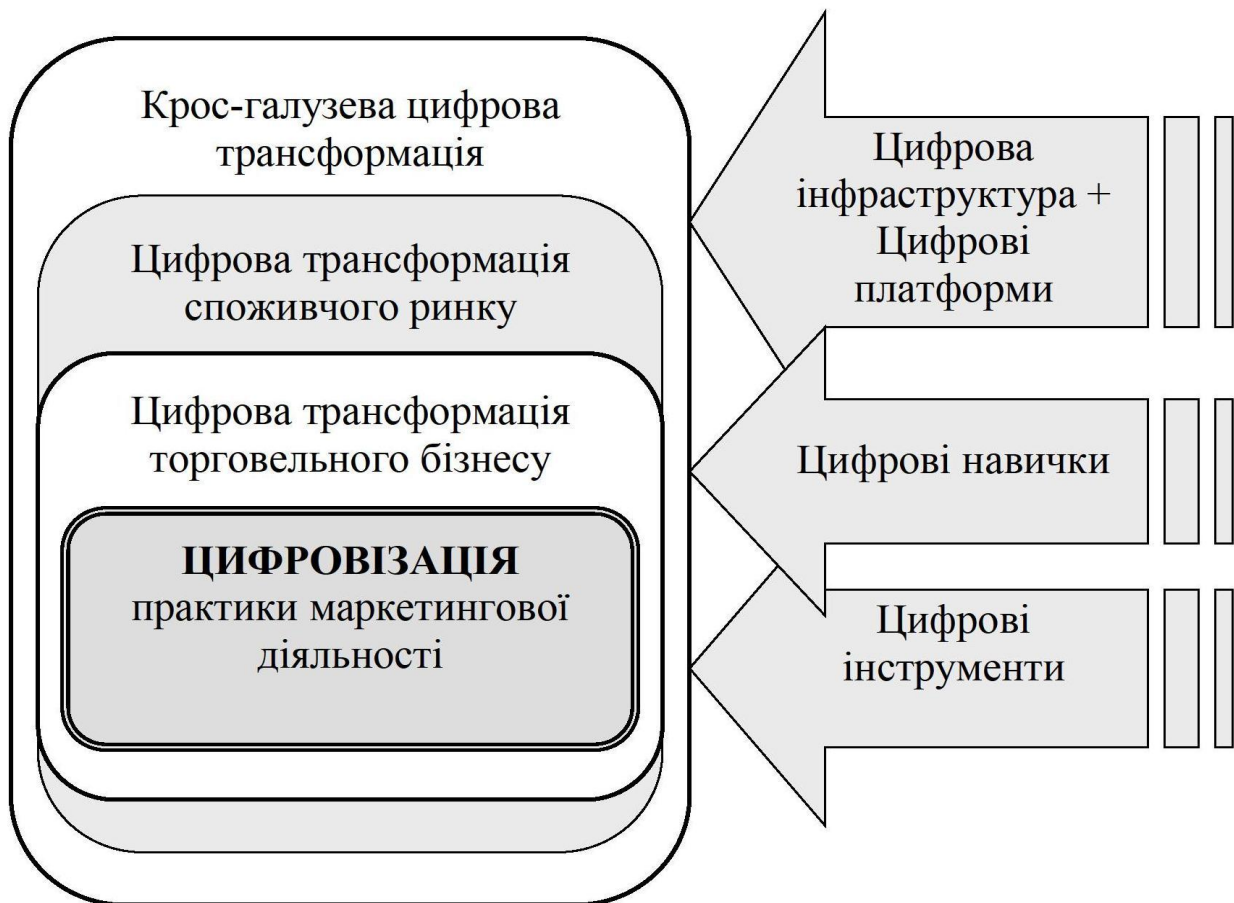 Крос-галузева цифрова
трансформація
Цифрова трансформація
споживчого ринку
Цифрова трансформація
торговельного бізнесу
ЦИФРОВІЗАЦІЯ
практики маркетингової
діяльності
Цифрова
інфраструктура +
Цифрові
платформи
Цифрові навички
Цифрові
інструменти